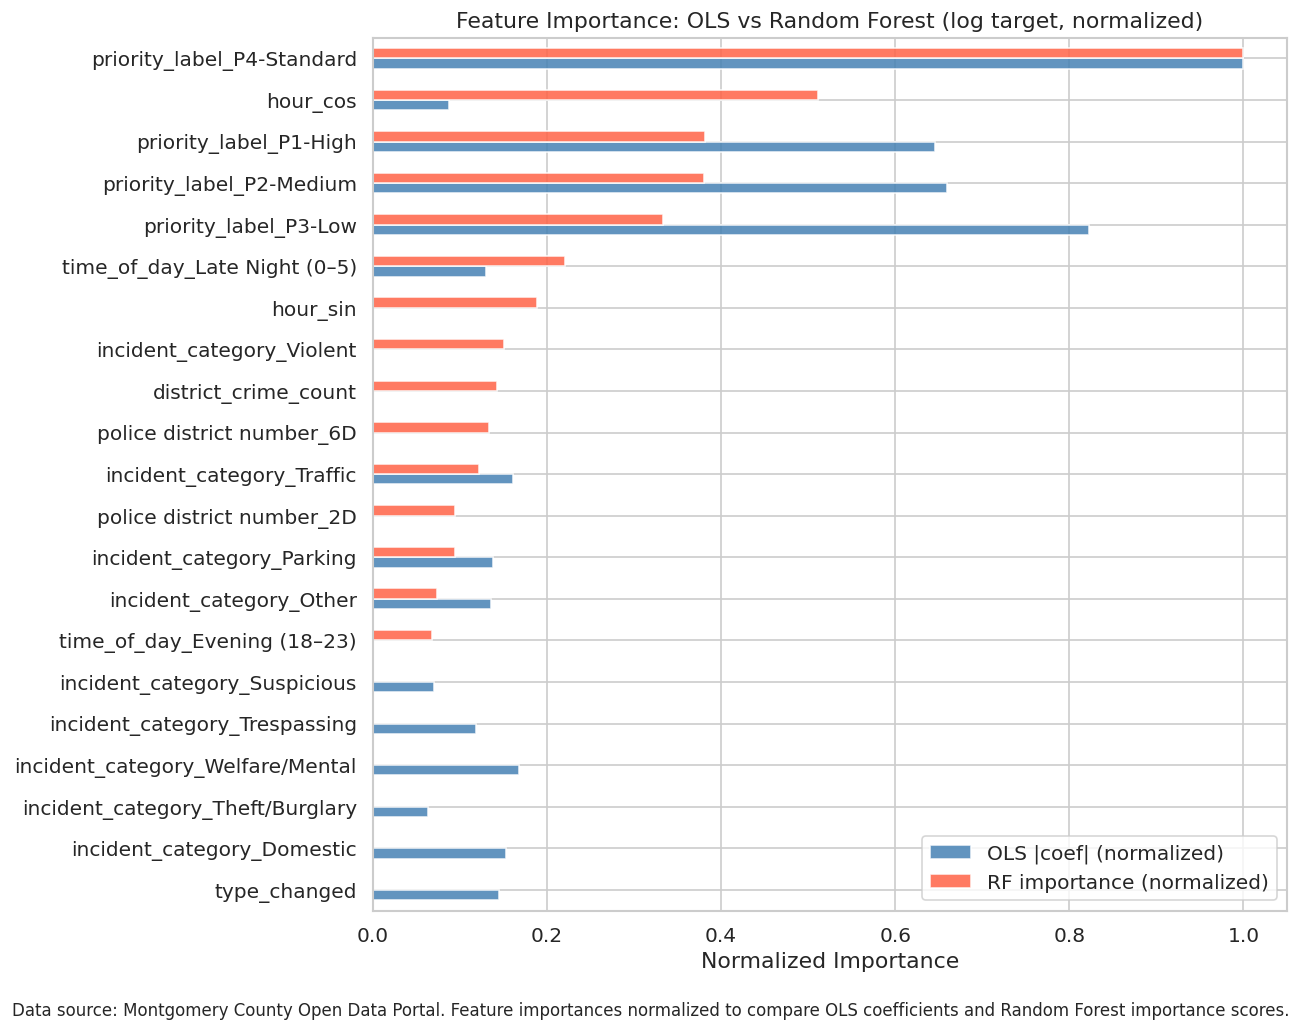 Feature Importance: OLS vs Random Forest (log target, normalized)
priority_label_P4-Standard
hour_cos
priority_label_P1-High
priority_label_P2-Medium
priority_label_P3-Low
time_of_day_Late Night (0–5)
hour_sin
incident_category_Violent
district_crime_count
police district number_6D
incident_category_Traffic
police district number_2D
incident_category_Parking
incident_category_Other
time_of_day_Evening (18–23)
incident_category_Suspicious
incident_category_Trespassing
incident_category_Welfare/Mental
incident_category_Theft/Burglary
incident_category_Domestic
type_changed
OLS |coef| (normalized)
RF importance (normalized)
0.0 0.2 0.4 0.6 0.8 1.0
Normalized Importance
Data source: Montgomery County Open Data Portal. Feature importances normalized to compare OLS coefficients and Random Forest importance scores.